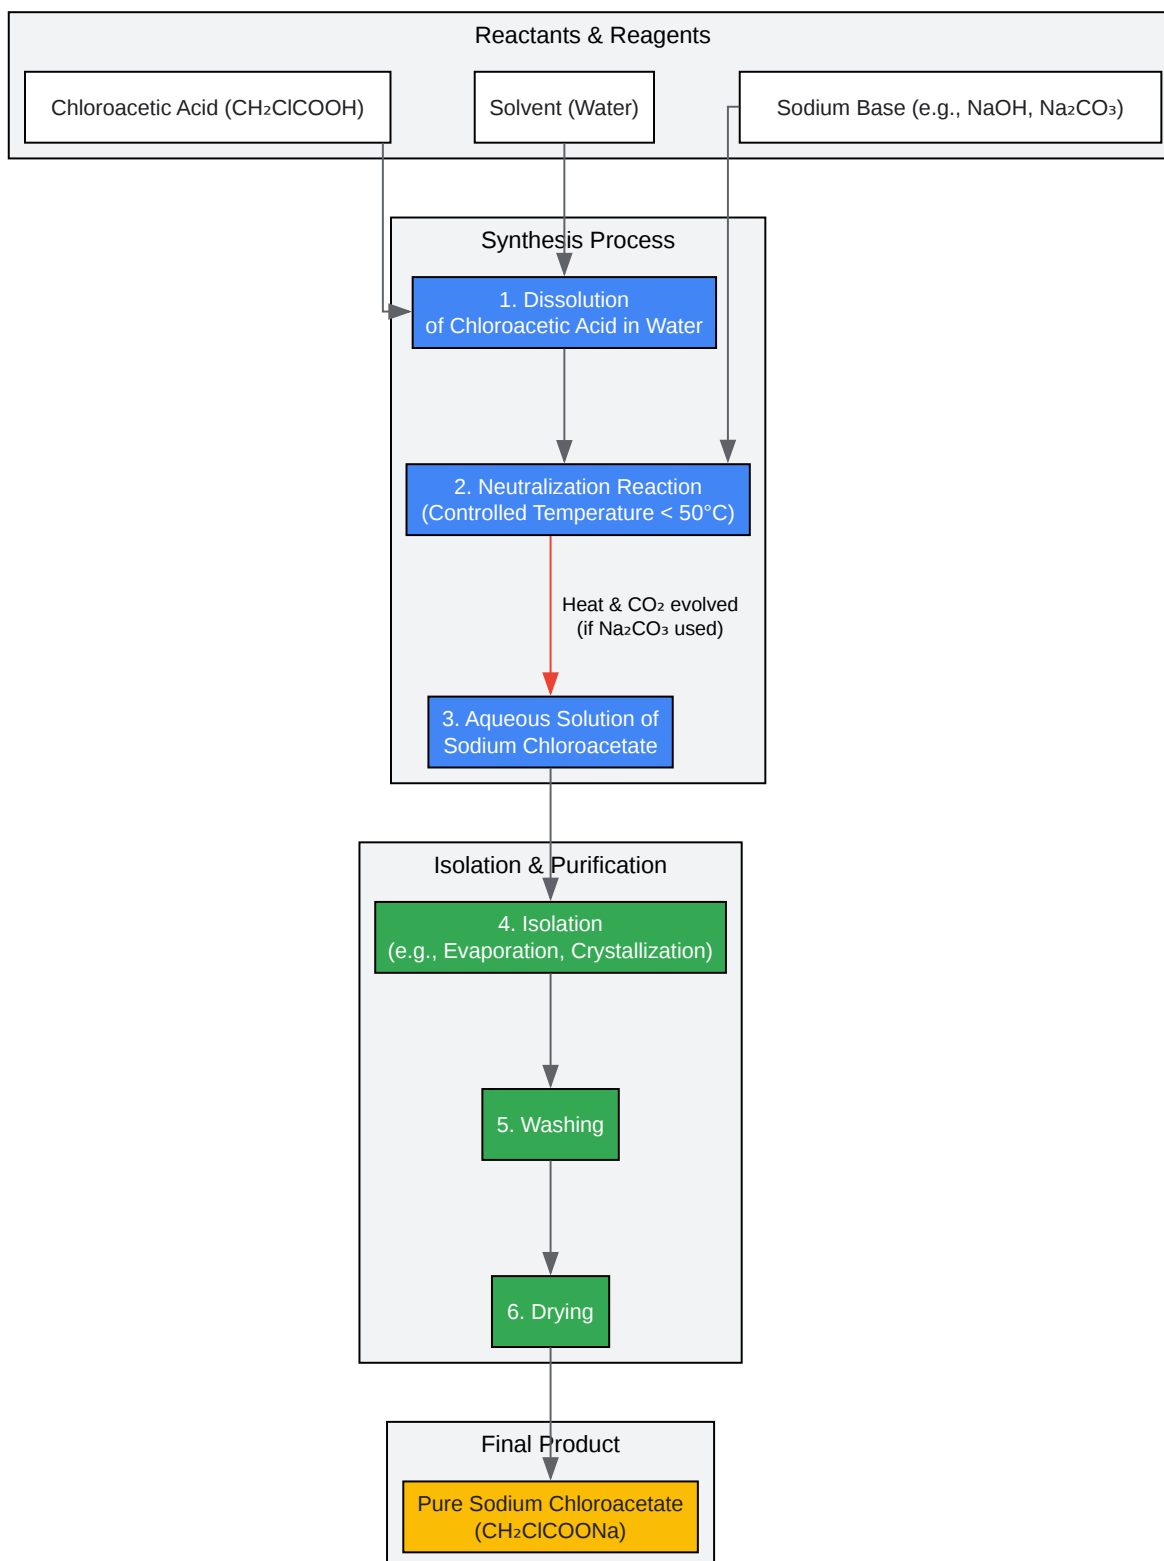 Reactants & Reagents
Chloroacetic Acid (CH₂ClCOOH)
Solvent (Water)
Sodium Base (e.g., NaOH, Na₂CO₃)
Synthesis Process
1. Dissolution
of Chloroacetic Acid in Water
2. Neutralization Reaction
(Controlled Temperature < 50°C)
Heat & CO₂ evolved
(if Na₂CO₃ used)
3. Aqueous Solution of
Sodium Chloroacetate
Isolation & Purification
4. Isolation
(e.g., Evaporation, Crystallization)
5. Washing
6. Drying
Final Product
Pure Sodium Chloroacetate
(CH₂ClCOONa)